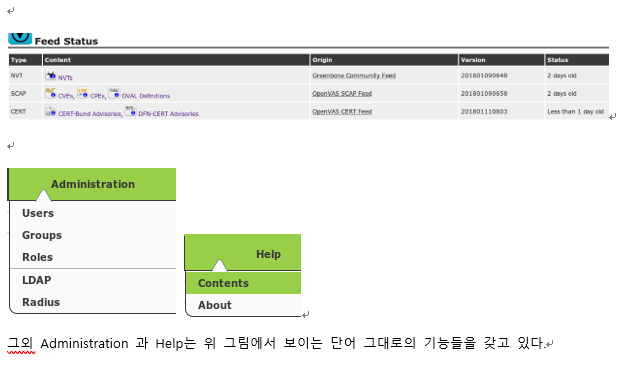 Feed Status
Type Content Origin Version Status
NVT NVTs Greenbone Community Feed 201801090648 2 days old
SCAP CVEs, CPEs, OVAL Definitions OpenVAS SCAP Feed 201801090658 2 days old
CERT CERT-Bund Advisories, DFN-CERT Advisories OpenVAS CERT Feed 201801110803 Less than 1 day old
Administration
Users
Groups
Roles
LDAP
Radius
Help
Contents
About
그외 Administration 과 Help는 위 그림에서 보이는 단어 그대로의 기능들을 갖고 있다.